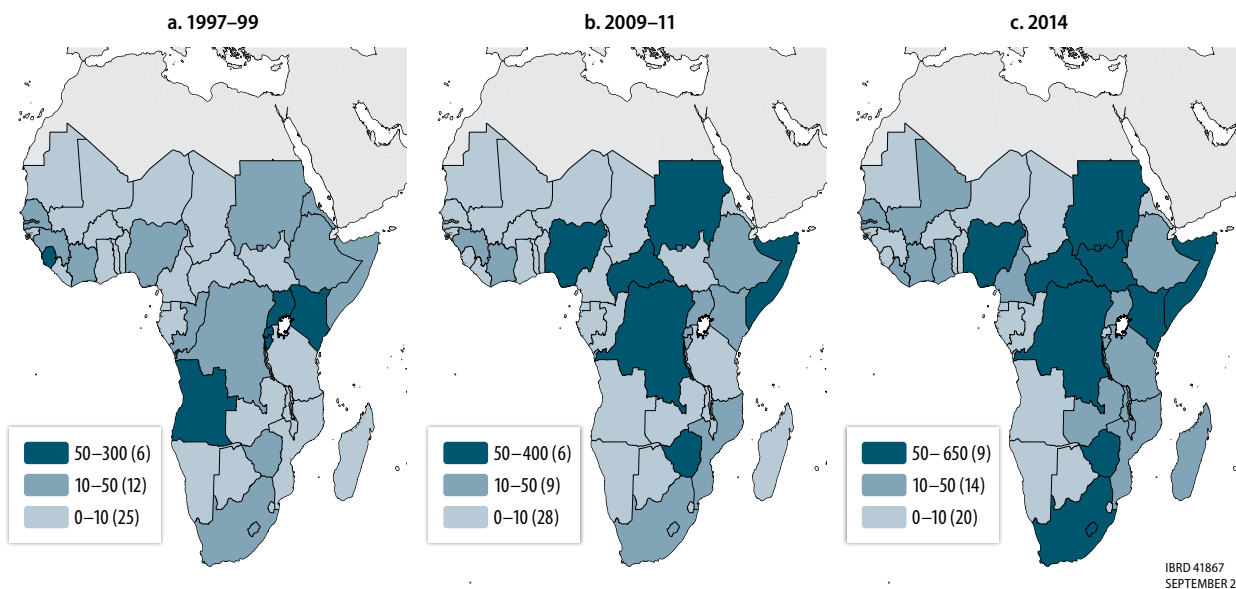 a. 1997–99
b. 2009–11
c. 2014
50–300 (6)
10–50 (12)
0–10 (25)
50–400 (6)
10–50 (9)
0–10 (28)
50–650 (9)
10–50 (14)
0–10 (20)
IBRD 41867
SEPTEMBER 2